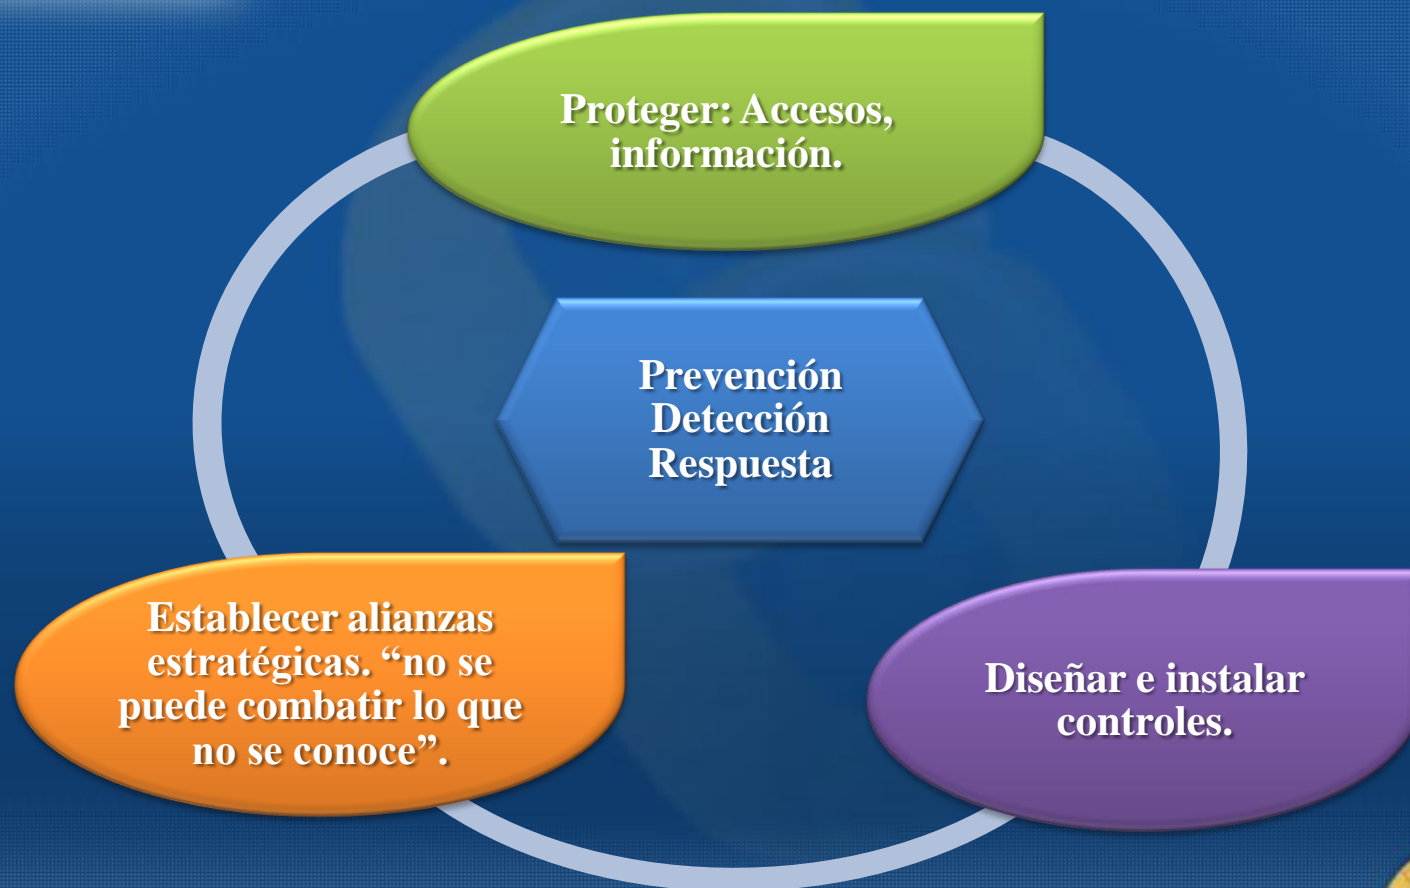 Proteger: Accesos,
información.
Prevención
Detección
Respuesta
Establecer alianzas
estratégicas. “no se
puede combatir lo que
no se conoce”.
Diseñar e instalar
controles.